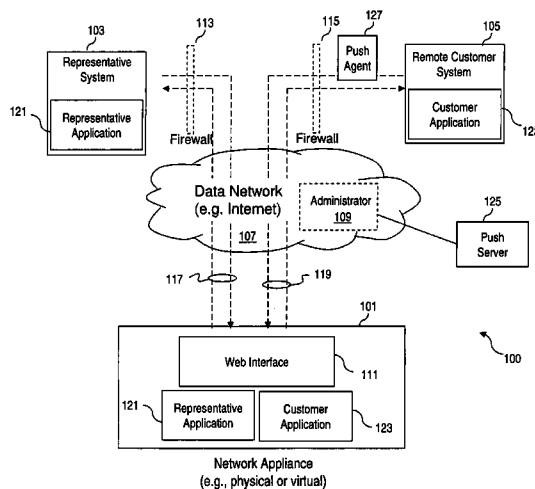 103
Representative
System
121
Representative
Application
113
Firewall
115
Firewall
127
Push
Agent
105
Remote Customer
System
Customer
Application
Data Network
(e.g. Internet)
107
Administrator
109
125
Push
Server
117
119
101
Web Interface
111
121
Representative
Application
Customer
Application
123
100
Network Appliance
(e.g., physical or virtual)